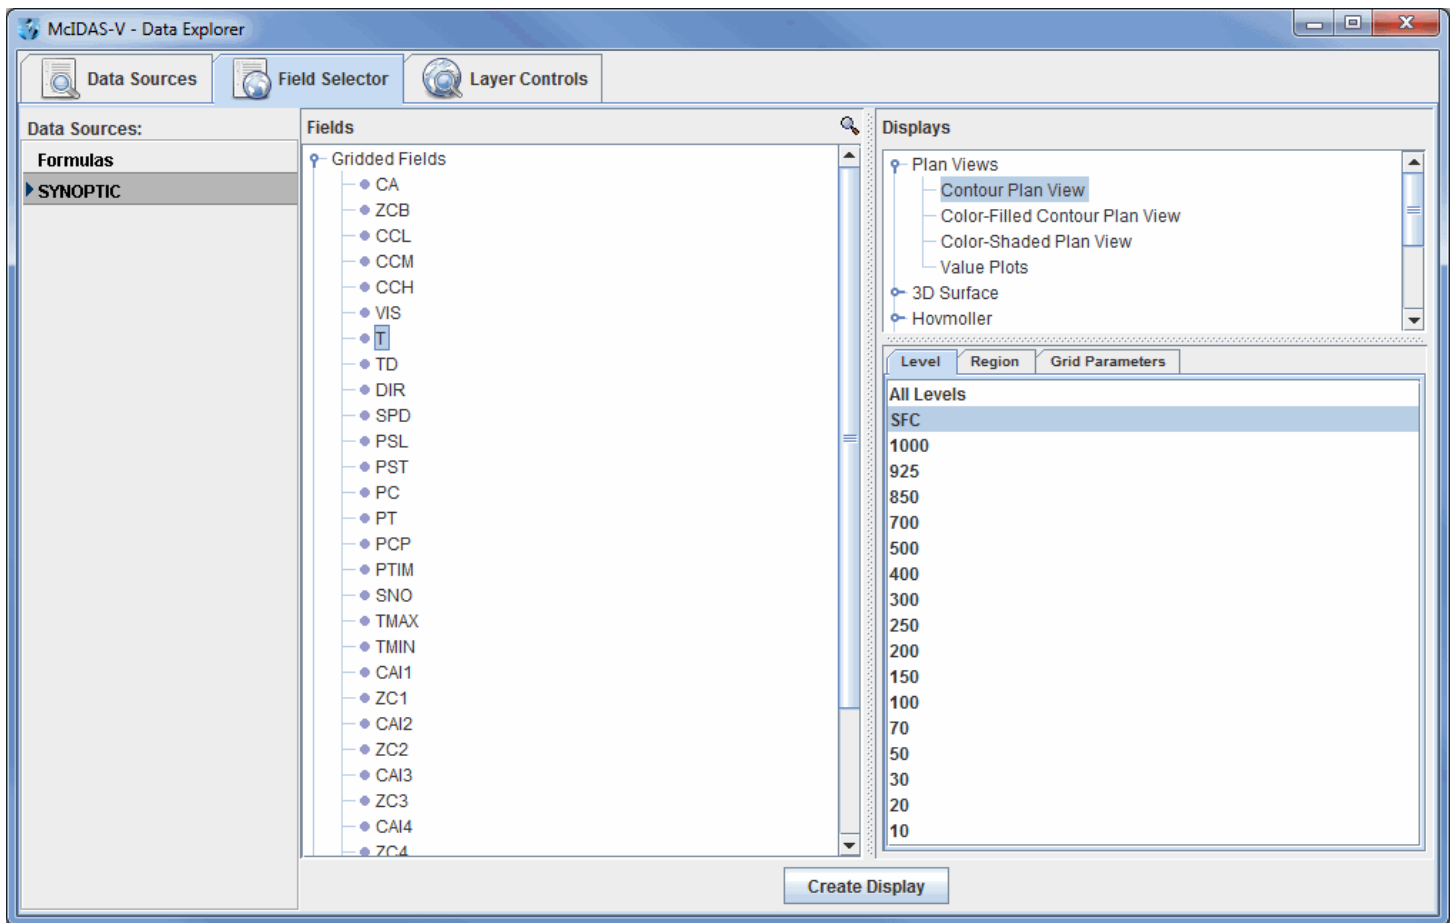 McIDAS-V - Data Explorer
Data Sources
Field Selector
Layer Controls
Data Sources:
Formulas
SYNOPTIC
Fields
Gridded Fields
CA
ZCB
CCL
CCM
CCH
VIS
T
TD
DIR
SPD
PSL
PST
PC
PT
PCP
PTIM
SNO
TMAX
TMIN
CAI1
ZC1
CAI2
ZC2
CAI3
ZC3
CAI4
ZC4
Displays
Plan Views
Contour Plan View
Color-Filled Contour Plan View
Color-Shaded Plan View
Value Plots
3D Surface
Hovmoller
Level
Region
Grid Parameters
All Levels
SFC
1000
925
850
700
500
400
300
250
200
150
100
70
50
30
20
10
Create Display